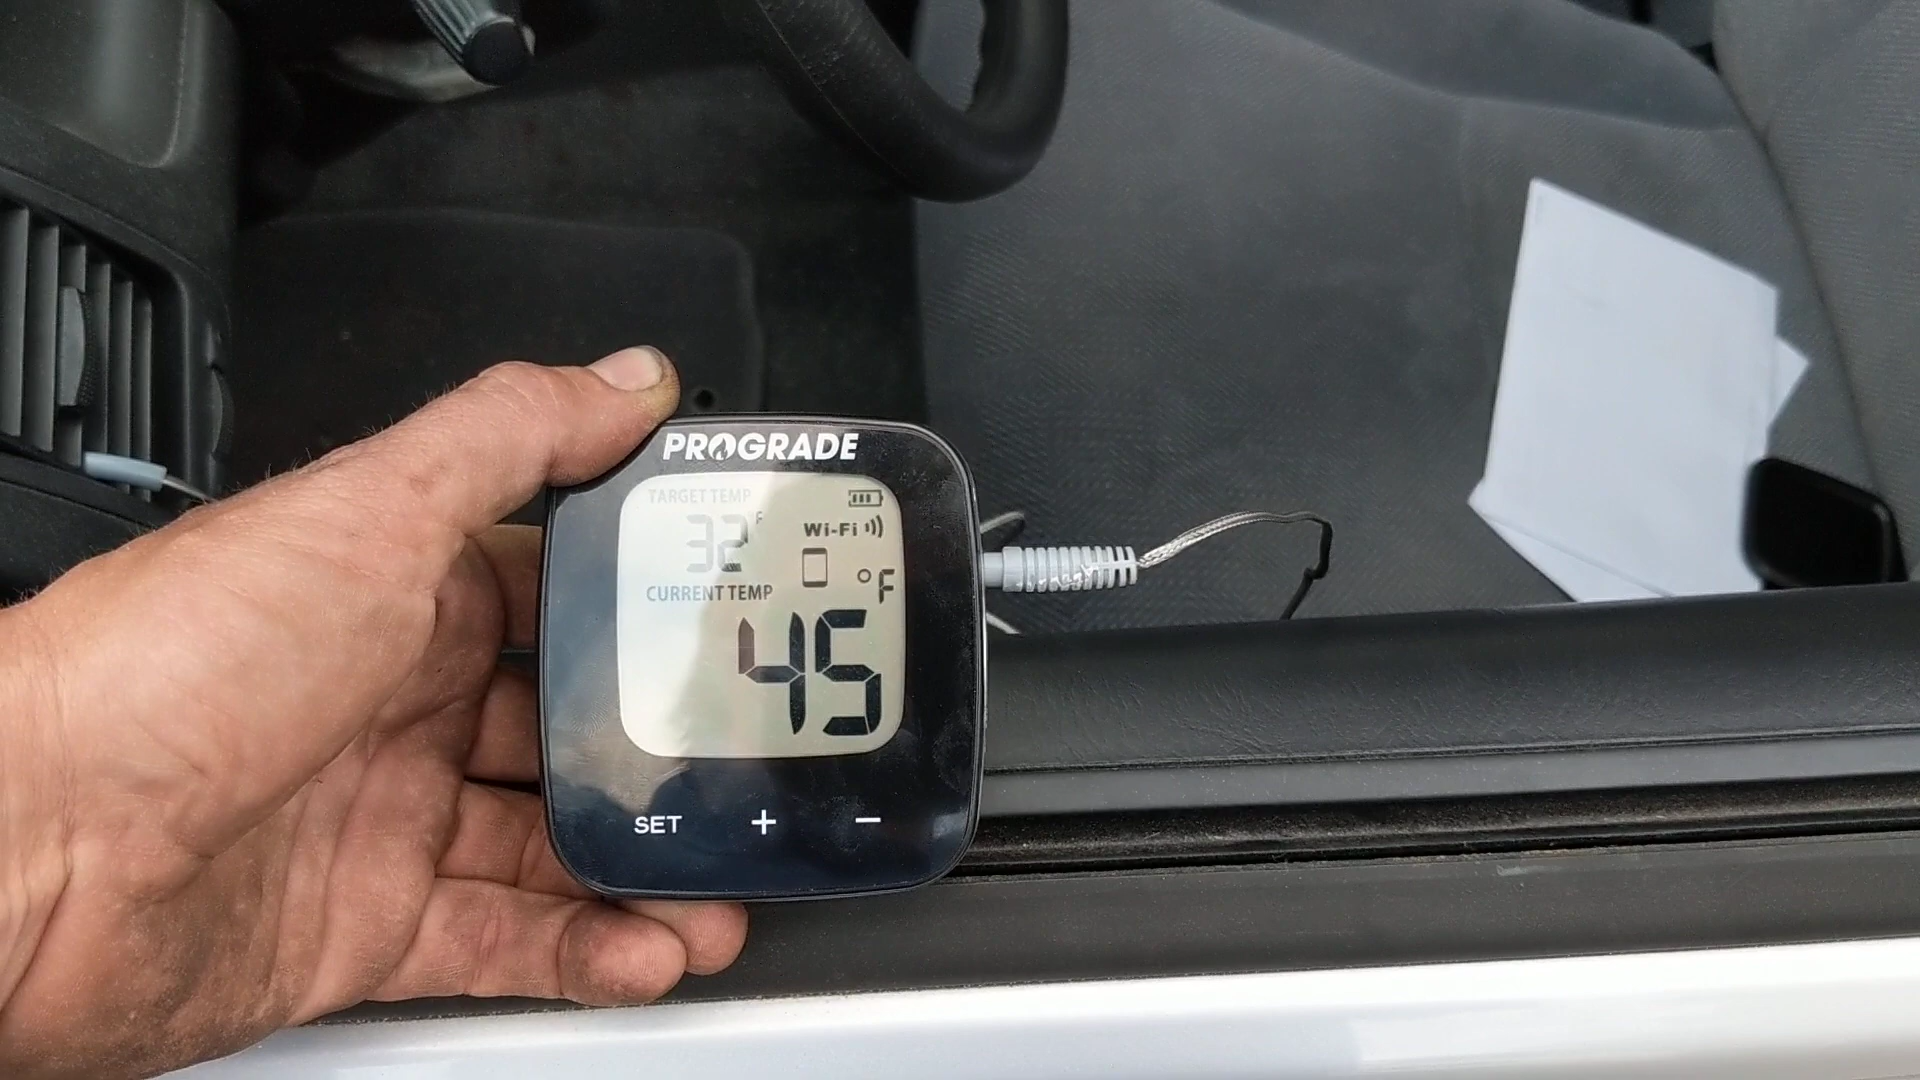 PROGRADE
TARGET TEMP
32 °F
Wi-Fi
CURRENT TEMP
°F
45
SET + −